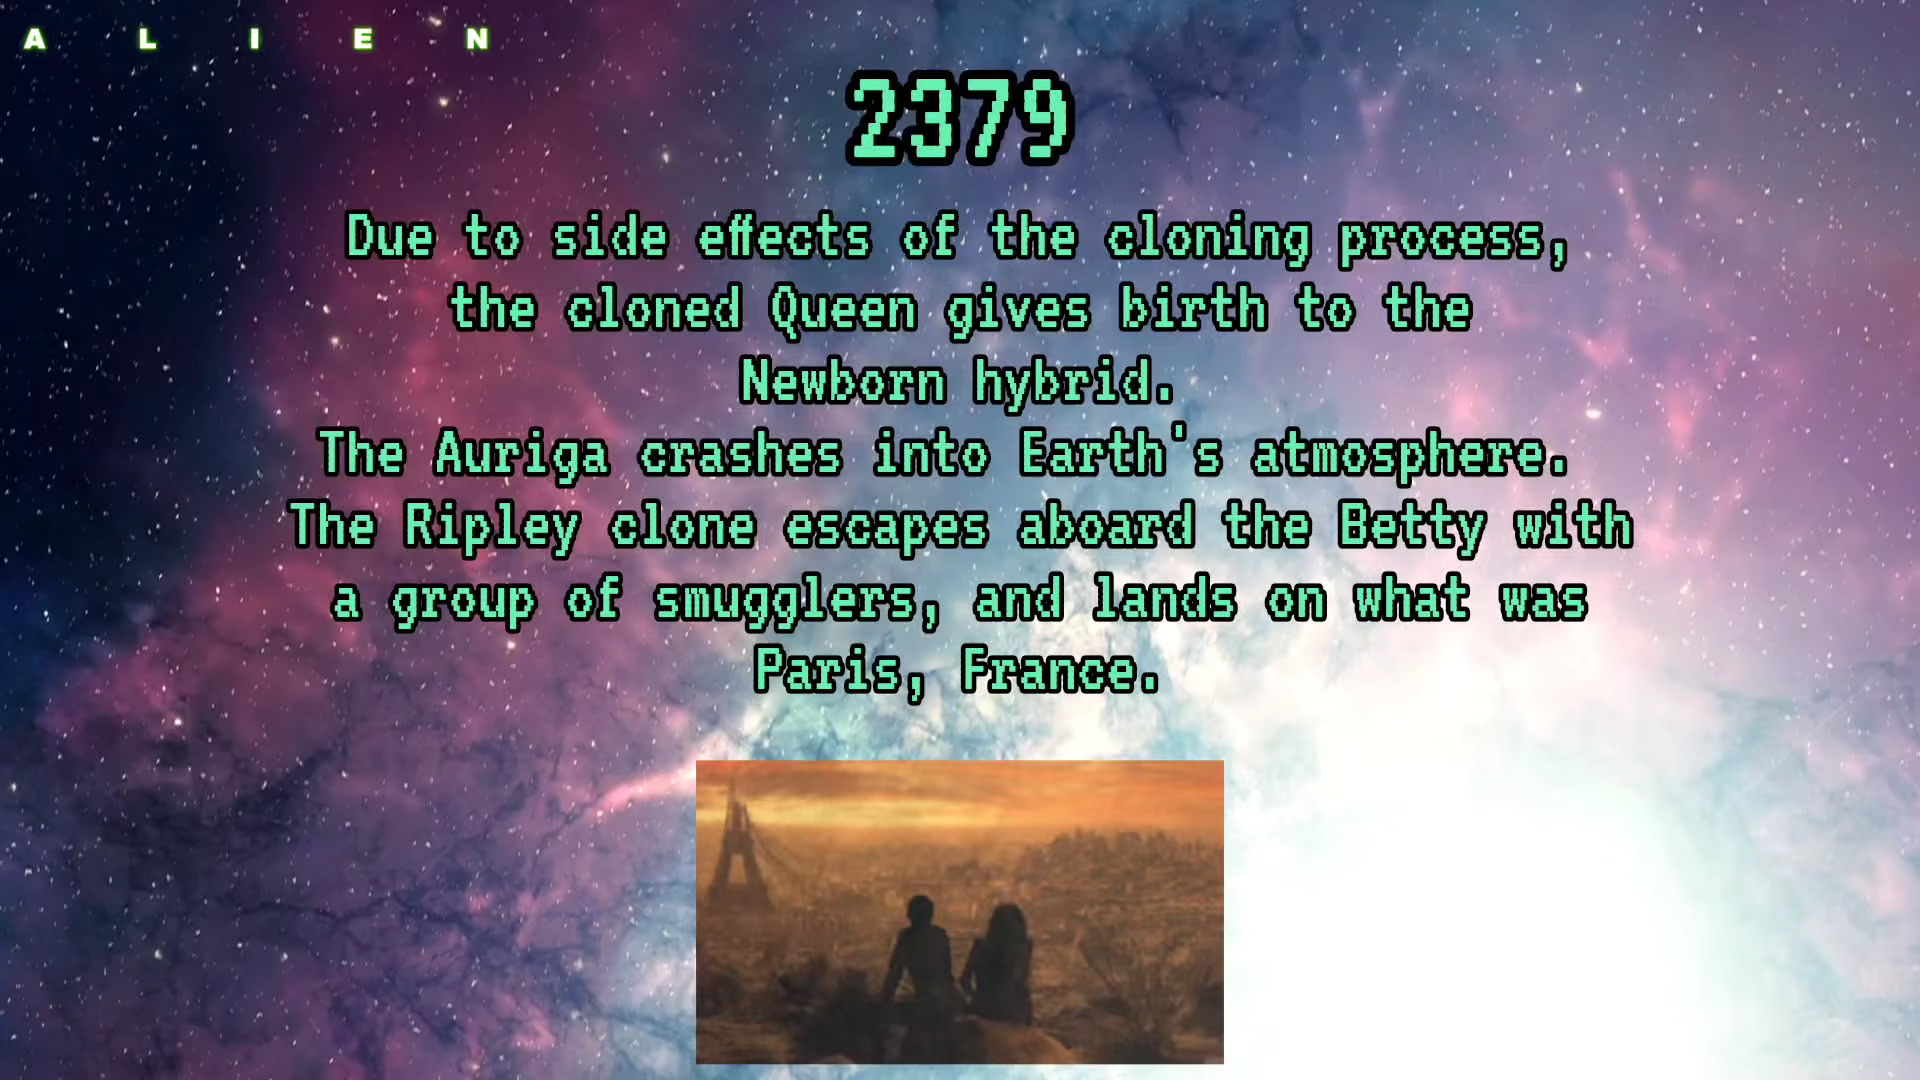 A L I E N
2379
Due to side effects of the cloning process,
the cloned Queen gives birth to the
Newborn hybrid.
The Auriga crashes into Earth's atmosphere.
The Ripley clone escapes aboard the Betty with
a group of smugglers, and lands on what was
Paris, France.